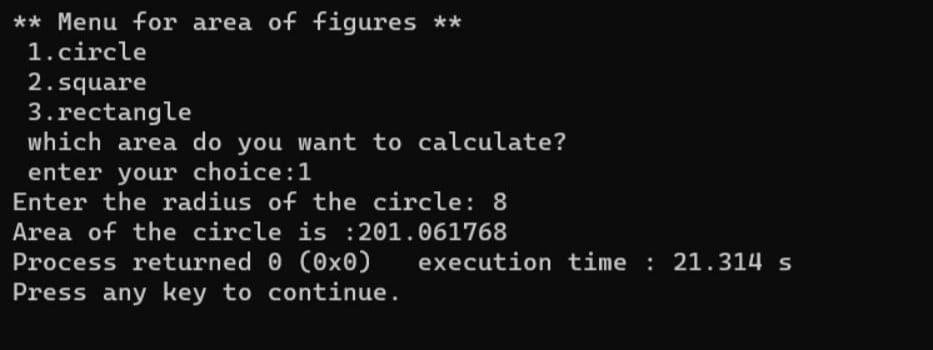 ** Menu for area of figures **
 1.circle
 2.square
 3.rectangle
 which area do you want to calculate?
 enter your choice:1
Enter the radius of the circle: 8
Area of the circle is :201.061768
Process returned 0 (0x0)   execution time : 21.314 s
Press any key to continue.